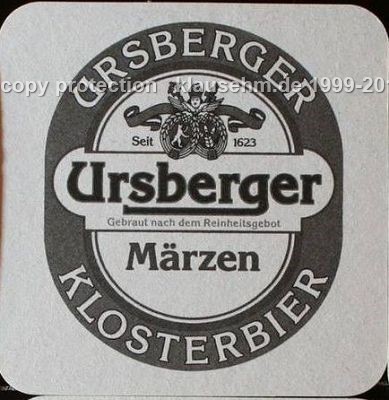 URSBERGER
copy protection klausehm.de 1999-20
Seit 1623
Ursberger
Gebraut nach dem Reinheitsgebot
Märzen
KLOSTERBIER